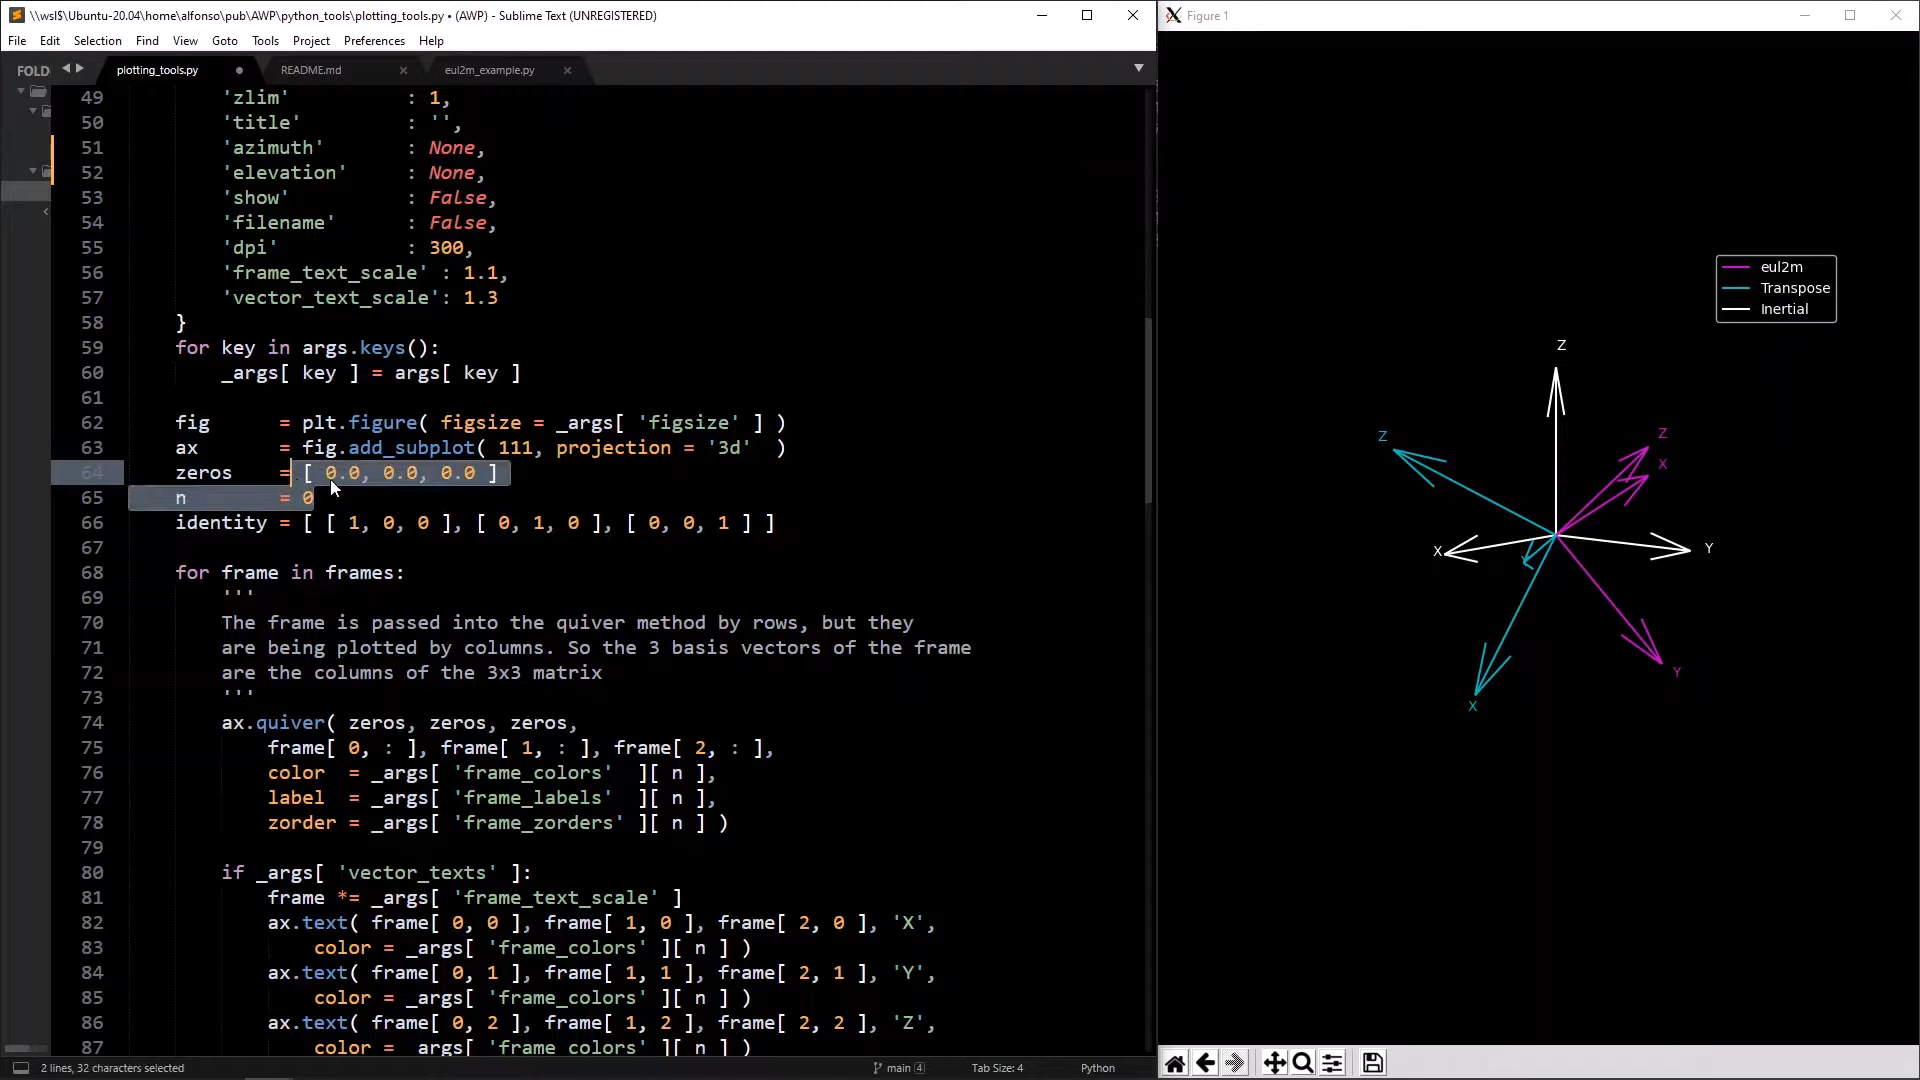 \\wsl$\Ubuntu-20.04\home\alfonso\pub\AWP\python_tools\plotting_tools.py • (AWP) - Sublime Text (UNREGISTERED)
File Edit Selection Find View Goto Tools Project Preferences Help
FOLD
plotting_tools.py
README.md
eul2m_example.py
49 'zlim' : 1,
50 'title' : '',
51 'azimuth' : None,
52 'elevation' : None,
53 'show' : False,
54 'filename' : False,
55 'dpi' : 300,
56 'frame_text_scale' : 1.1,
57 'vector_text_scale': 1.3
58 }
59 for key in args.keys():
60 _args[ key ] = args[ key ]
61
62 fig = plt.figure( figsize = _args[ 'figsize' ] )
63 ax = fig.add_subplot( 111, projection = '3d' )
64 zeros = [ 0.0, 0.0, 0.0 ]
65 n = 0
66 identity = [ [ 1, 0, 0 ], [ 0, 1, 0 ], [ 0, 0, 1 ] ]
67
68 for frame in frames:
69 '''
70 The frame is passed into the quiver method by rows, but they
71 are being plotted by columns. So the 3 basis vectors of the frame
72 are the columns of the 3x3 matrix
73 '''
74 ax.quiver( zeros, zeros, zeros,
75 frame[ 0, : ], frame[ 1, : ], frame[ 2, : ],
76 color = _args[ 'frame_colors' ][ n ],
77 label = _args[ 'frame_labels' ][ n ],
78 zorder = _args[ 'frame_zorders' ][ n ] )
79
80 if _args[ 'vector_texts' ]:
81 frame *= _args[ 'frame_text_scale' ]
82 ax.text( frame[ 0, 0 ], frame[ 1, 0 ], frame[ 2, 0 ], 'X',
83 color = _args[ 'frame_colors' ][ n ] )
84 ax.text( frame[ 0, 1 ], frame[ 1, 1 ], frame[ 2, 1 ], 'Y',
85 color = _args[ 'frame_colors' ][ n ] )
86 ax.text( frame[ 0, 2 ], frame[ 1, 2 ], frame[ 2, 2 ], 'Z',
87 color = _args[ 'frame_colors' ][ n ] )
2 lines, 32 characters selected
main 4
Tab Size: 4
Python
Figure 1
eul2m
Transpose
Inertial
Z
Z
Z
X
X
Y
Y
Y
X